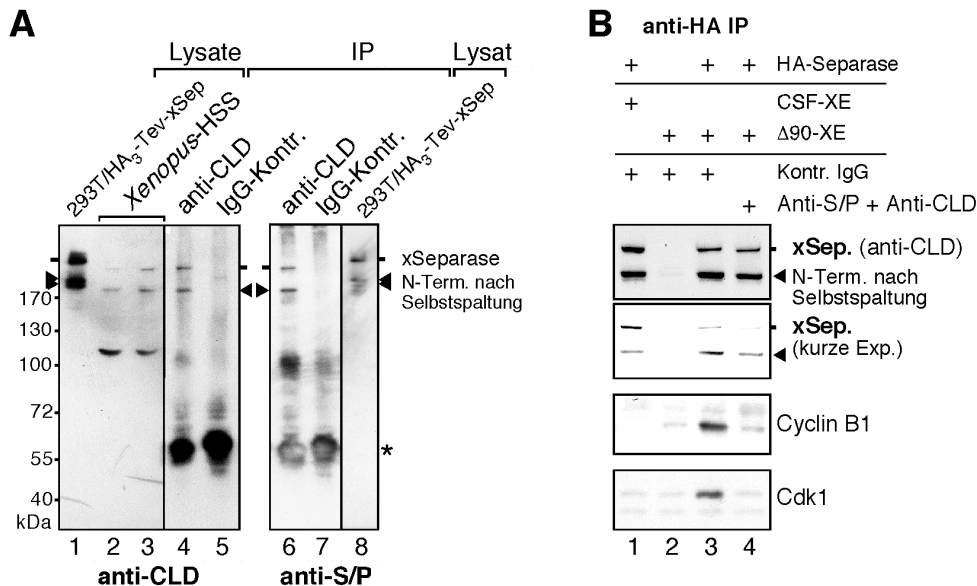 A
Lysate IP Lysat
293T/HA3-Tev-xSep
Xenopus-HSS
anti-CLD
IgG-Kontr.
anti-CLD
IgG-Kontr.
293T/HA3-Tev-xSep
xSeparase
N-Term. nach
Selbstspaltung
170
130
100
72
55
40
kDa
*
1 2 3 4 5 6 7 8
anti-CLD anti-S/P
B anti-HA IP
+ + + HA-Separase
+ CSF-XE
+ + + Δ90-XE
+ + + Kontr. IgG
+ Anti-S/P + Anti-CLD
xSep. (anti-CLD)
N-Term. nach
Selbstspaltung
xSep.
(kurze Exp.)
Cyclin B1
Cdk1
1 2 3 4